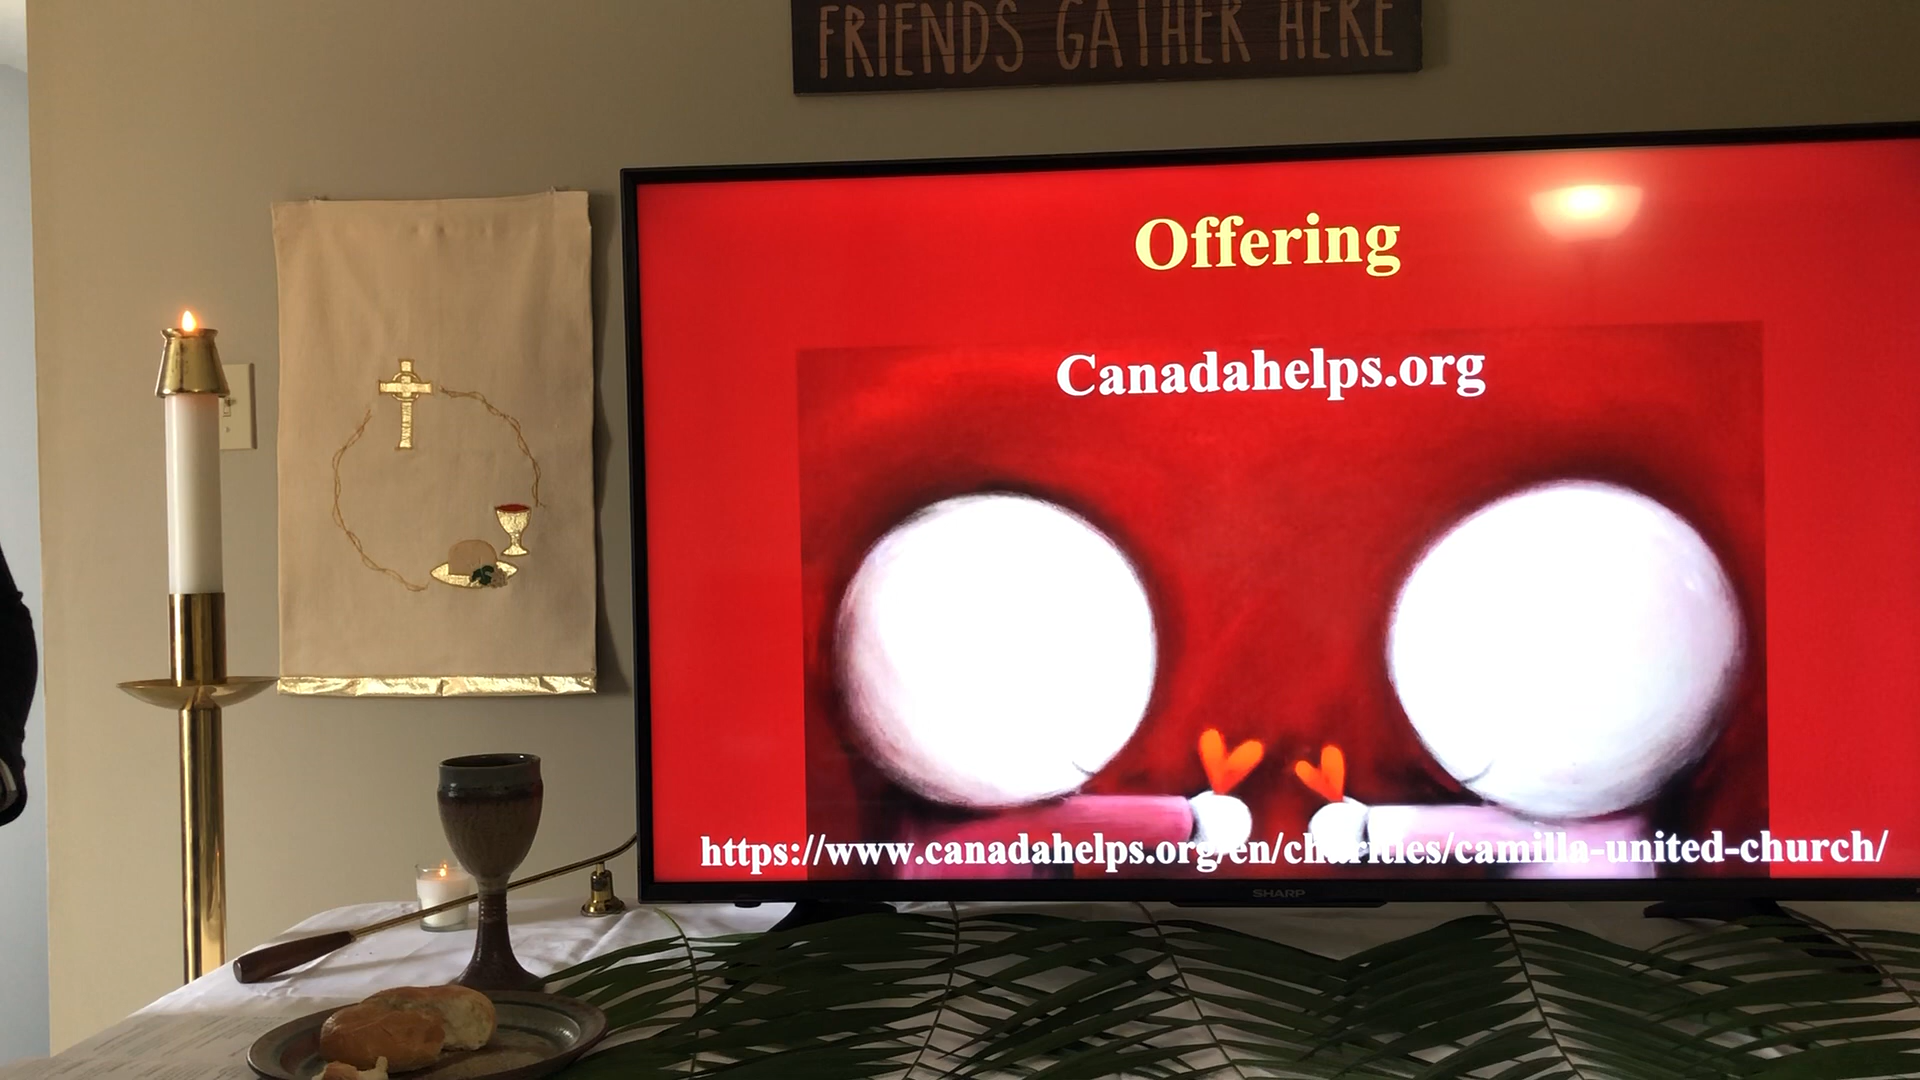 FRIENDS GATHER HERE
Offering
Canadahelps.org
https://www.canadahelps.org/en/charities/camilla-united-church/
SHARP